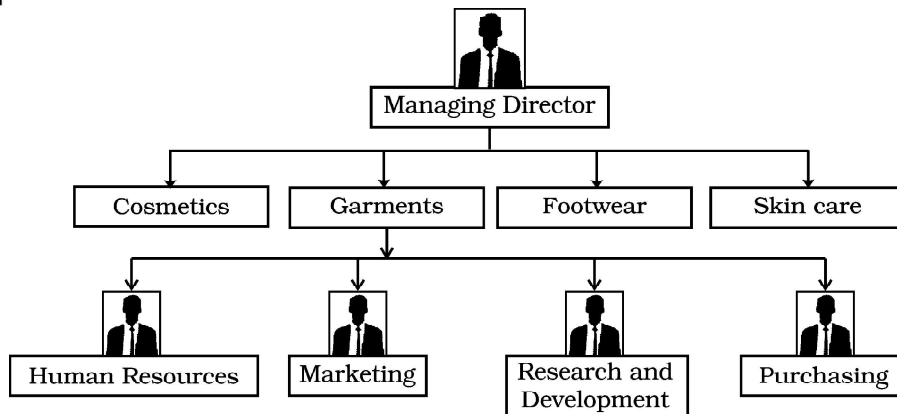 Managing Director
Cosmetics
Garments
Footwear
Skin care
Human Resources
Marketing
Research and
Development
Purchasing